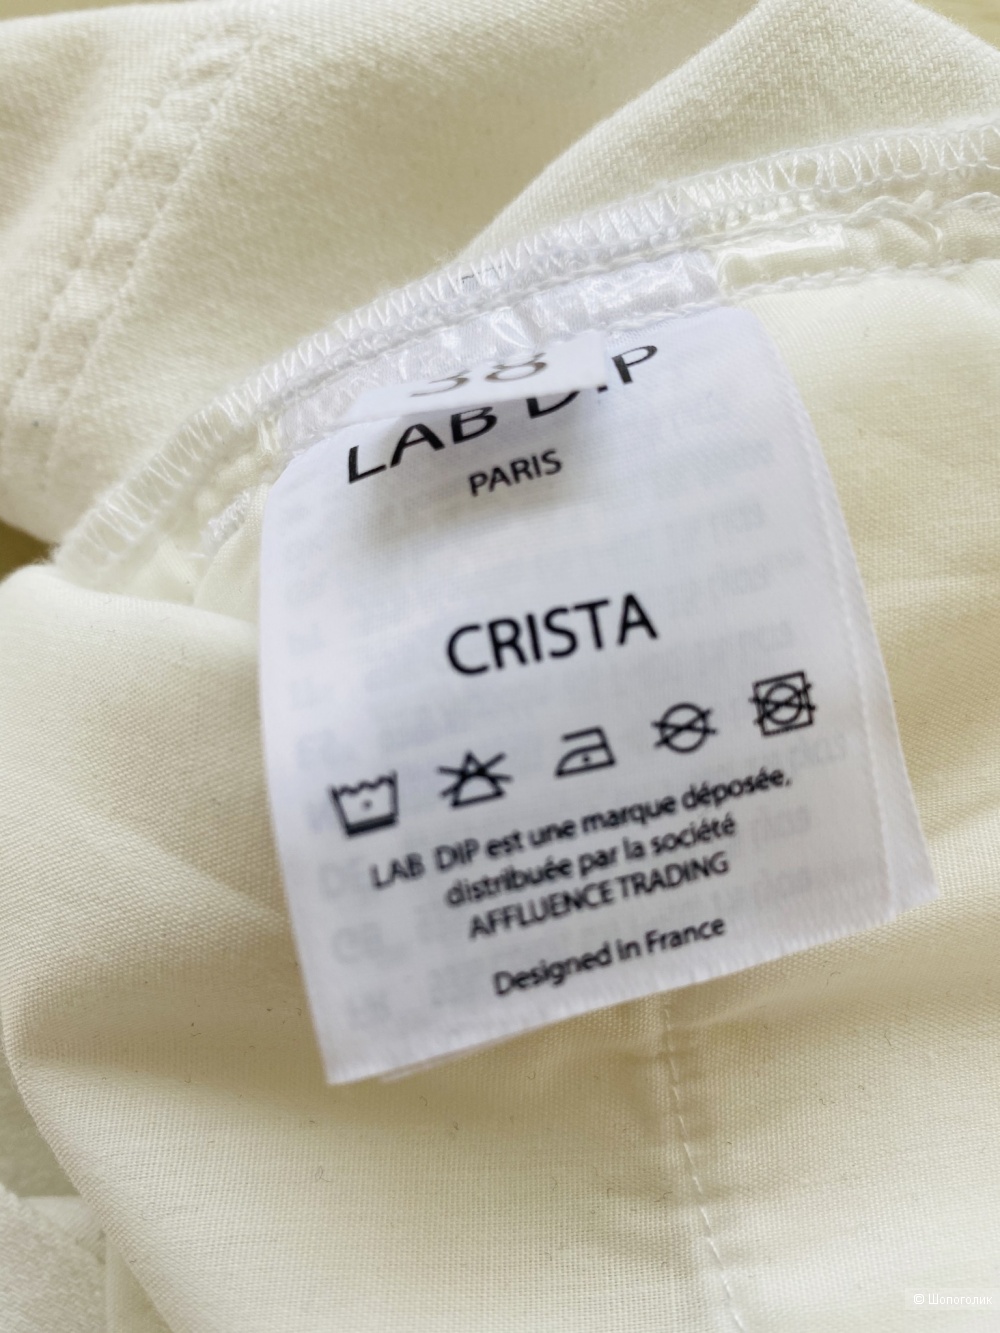 38
LAB DIP
PARIS
CRISTA
LAB DIP est une marque déposée,
distribuée par la société
AFFLUENCE TRADING
Designed in France
© Шопоголик